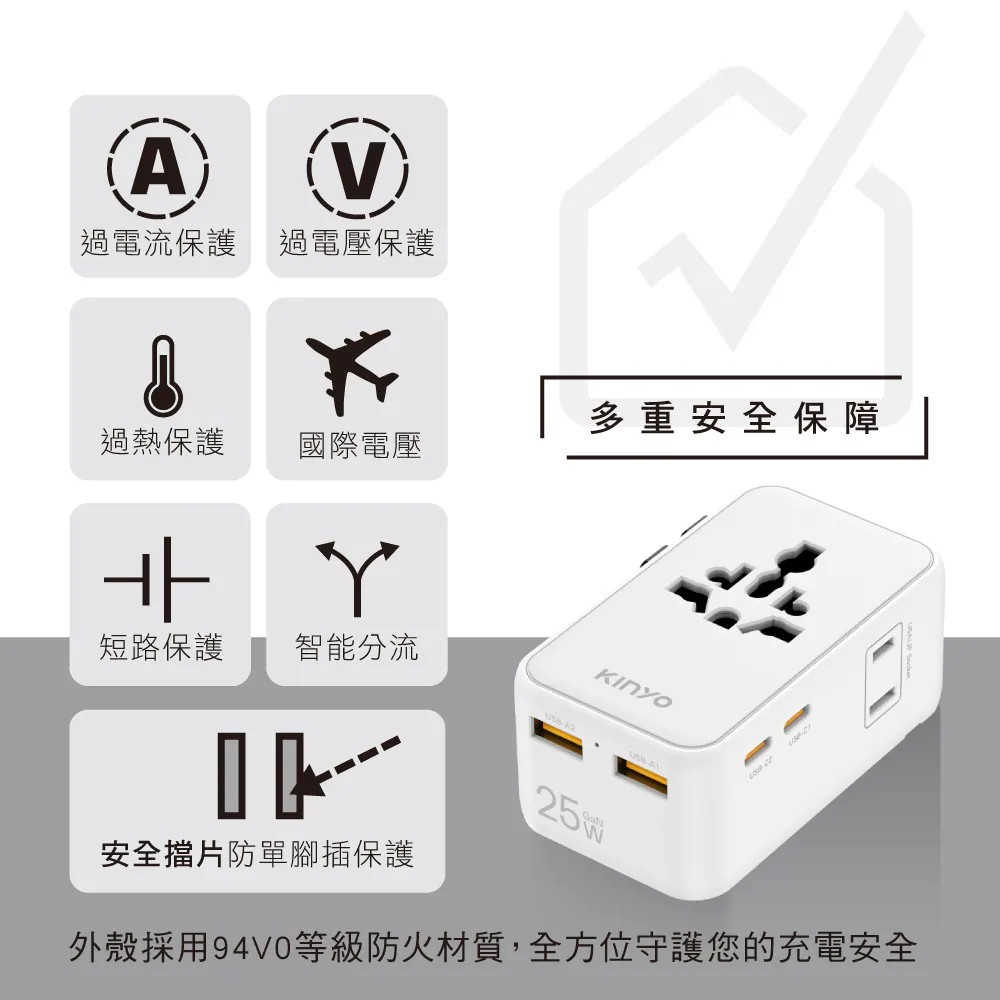 A
V
過電流保護
過電壓保護
過熱保護
國際電壓
短路保護
智能分流
安全擋片防單腳插保護
多重安全保障
KINYO
USB-A2
USB-A1
USB-C1
USB-C2
USA/JP Socket
25W
GaN
外殼採用94V0等級防火材質，全方位守護您的充電安全